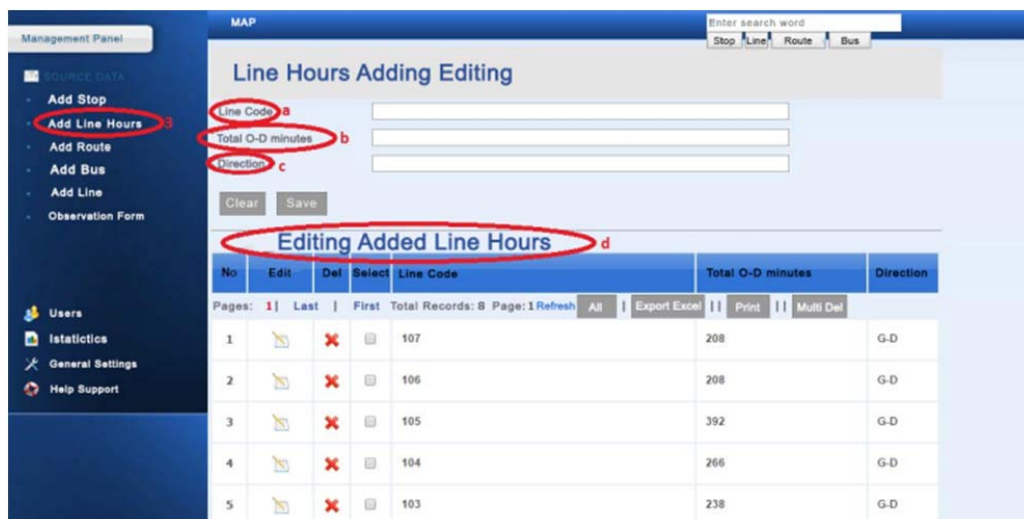 MAP
Enter search word
Stop Line Route Bus
Management Panel
SOURCE DATA
Add Stop
Add Line Hours 3
Add Route
Add Bus
Add Line
Observation Form
Users
Istatictics
General Settings
Help Support
Line Hours Adding Editing
Line Code a
Total O-D minutes b
Direction c
Clear Save
Editing Added Line Hours d
No Edit Del Select Line Code Total O-D minutes Direction
Pages: 1| Last | First Total Records: 8 Page: 1 Refresh All | Export Excel || Print || Multi Del
1 107 208 G-D
2 106 208 G-D
3 105 392 G-D
4 104 266 G-D
5 103 238 G-D